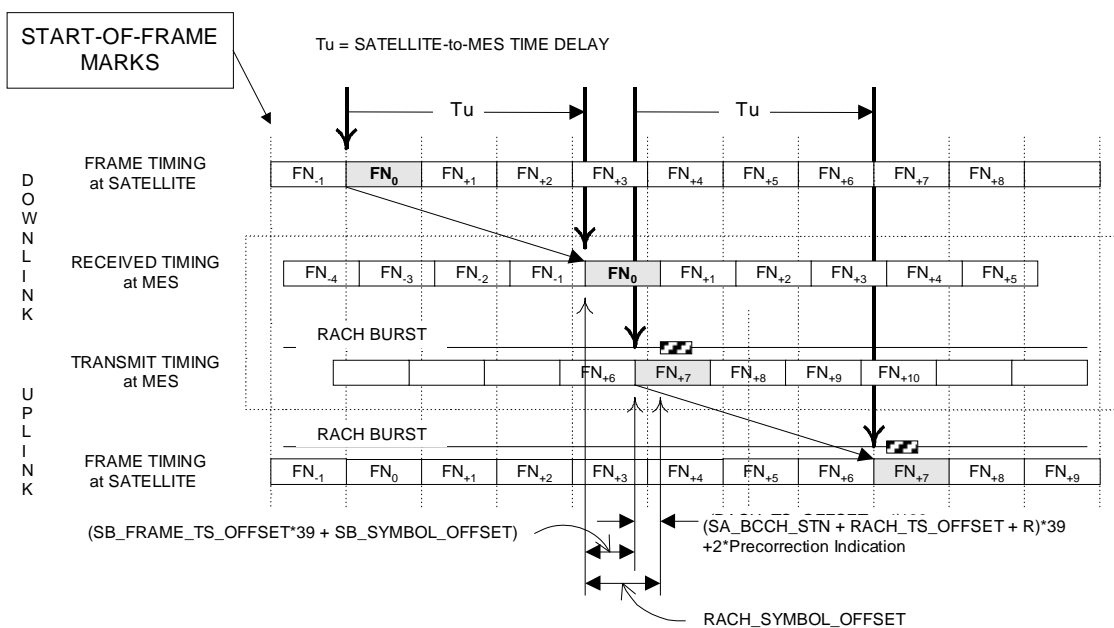 START-OF-FRAME
MARKS
Tu = SATELLITE-to-MES TIME DELAY
Tu
Tu
DOWNLINK
FRAME TIMING
at SATELLITE
FN-1 FN0 FN+1 FN+2 FN+3 FN+4 FN+5 FN+6 FN+7 FN+8
RECEIVED TIMING
at MES
FN-4 FN-3 FN-2 FN-1 FN0 FN+1 FN+2 FN+3 FN+4 FN+5
RACH BURST
TRANSMIT TIMING
at MES
FN+6 FN+7 FN+8 FN+9 FN+10
UPLINK
RACH BURST
FRAME TIMING
at SATELLITE
FN-1 FN0 FN+1 FN+2 FN+3 FN+4 FN+5 FN+6 FN+7 FN+8 FN+9
(SB_FRAME_TS_OFFSET*39 + SB_SYMBOL_OFFSET)
(SA_BCCH_STN + RACH_TS_OFFSET + R)*39
+2*Precorrection Indication
RACH_SYMBOL_OFFSET